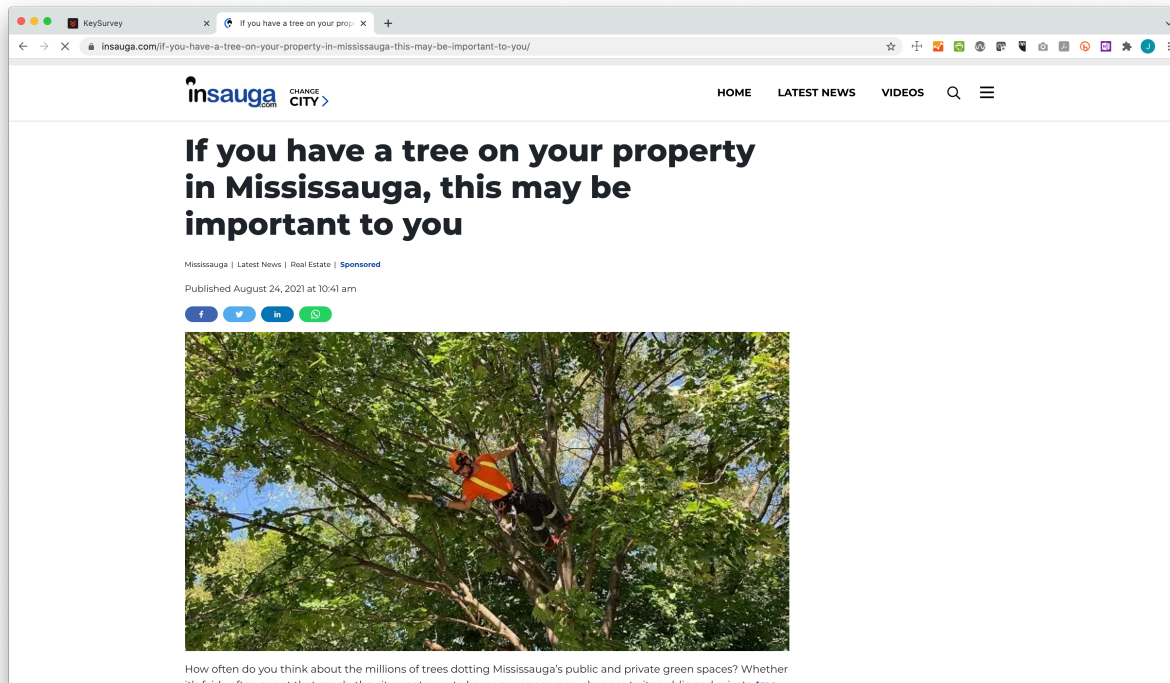 KeySurvey
If you have a tree on your prop
insauga.com/if-you-have-a-tree-on-your-property-in-mississauga-this-may-be-important-to-you/
J
insauga.com
CHANGE
CITY
HOME
LATEST NEWS
VIDEOS
If you have a tree on your property
in Mississauga, this may be
important to you
Mississauga | Latest News | Real Estate | Sponsored
Published August 24, 2021 at 10:41 am
How often do you think about the millions of trees dotting Mississauga's public and private green spaces? Whether